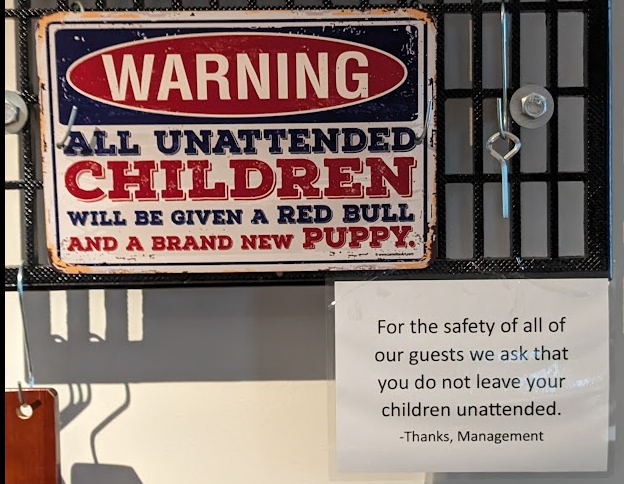 WARNING
ALL UNATTENDED
CHILDREN
WILL BE GIVEN A RED BULL
AND A BRAND NEW PUPPY.
For the safety of all of
our guests we ask that
you do not leave your
children unattended.
-Thanks, Management